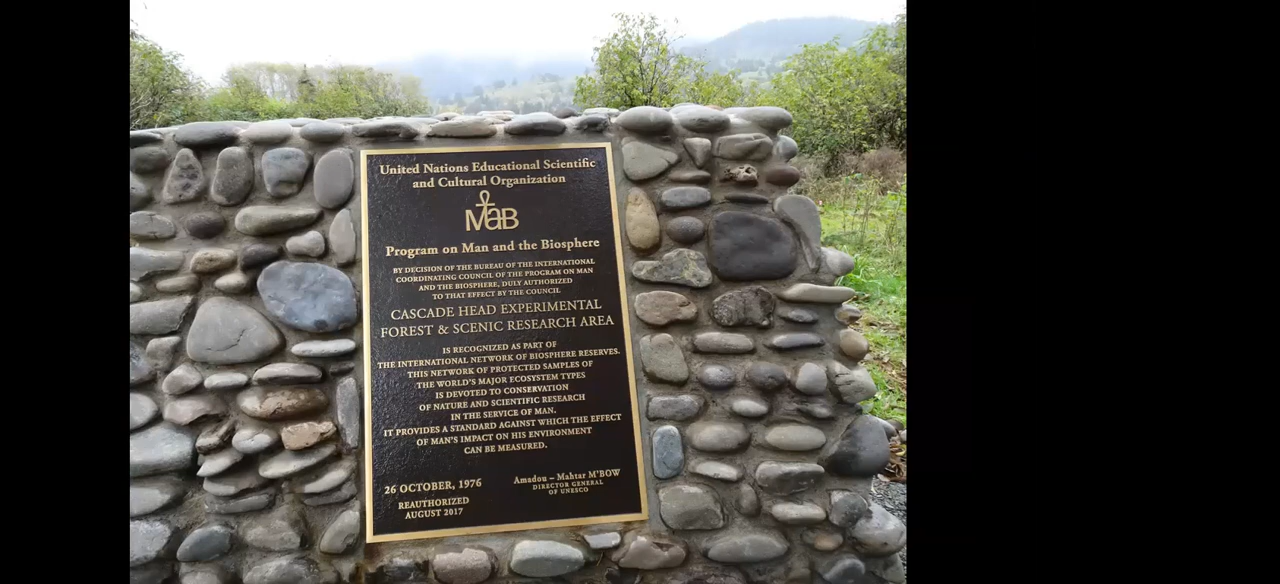 United Nations Educational Scientific
and Cultural Organization
MaB
Program on Man and the Biosphere
BY DECISION OF THE BUREAU OF THE INTERNATIONAL
COORDINATING COUNCIL OF THE PROGRAM ON MAN
AND THE BIOSPHERE, DULY AUTHORIZED
TO THAT EFFECT BY THE COUNCIL
CASCADE HEAD EXPERIMENTAL
FOREST & SCENIC RESEARCH AREA
IS RECOGNIZED AS PART OF
THE INTERNATIONAL NETWORK OF BIOSPHERE RESERVES.
THIS NETWORK OF PROTECTED SAMPLES OF
THE WORLD'S MAJOR ECOSYSTEM TYPES
IS DEVOTED TO CONSERVATION
OF NATURE AND SCIENTIFIC RESEARCH
IN THE SERVICE OF MAN.
IT PROVIDES A STANDARD AGAINST WHICH THE EFFECT
OF MAN'S IMPACT ON HIS ENVIRONMENT
CAN BE MEASURED.
26 OCTOBER, 1976
REAUTHORIZED
AUGUST 2017
Amadou – Mahtar M'BOW
DIRECTOR GENERAL
OF UNESCO